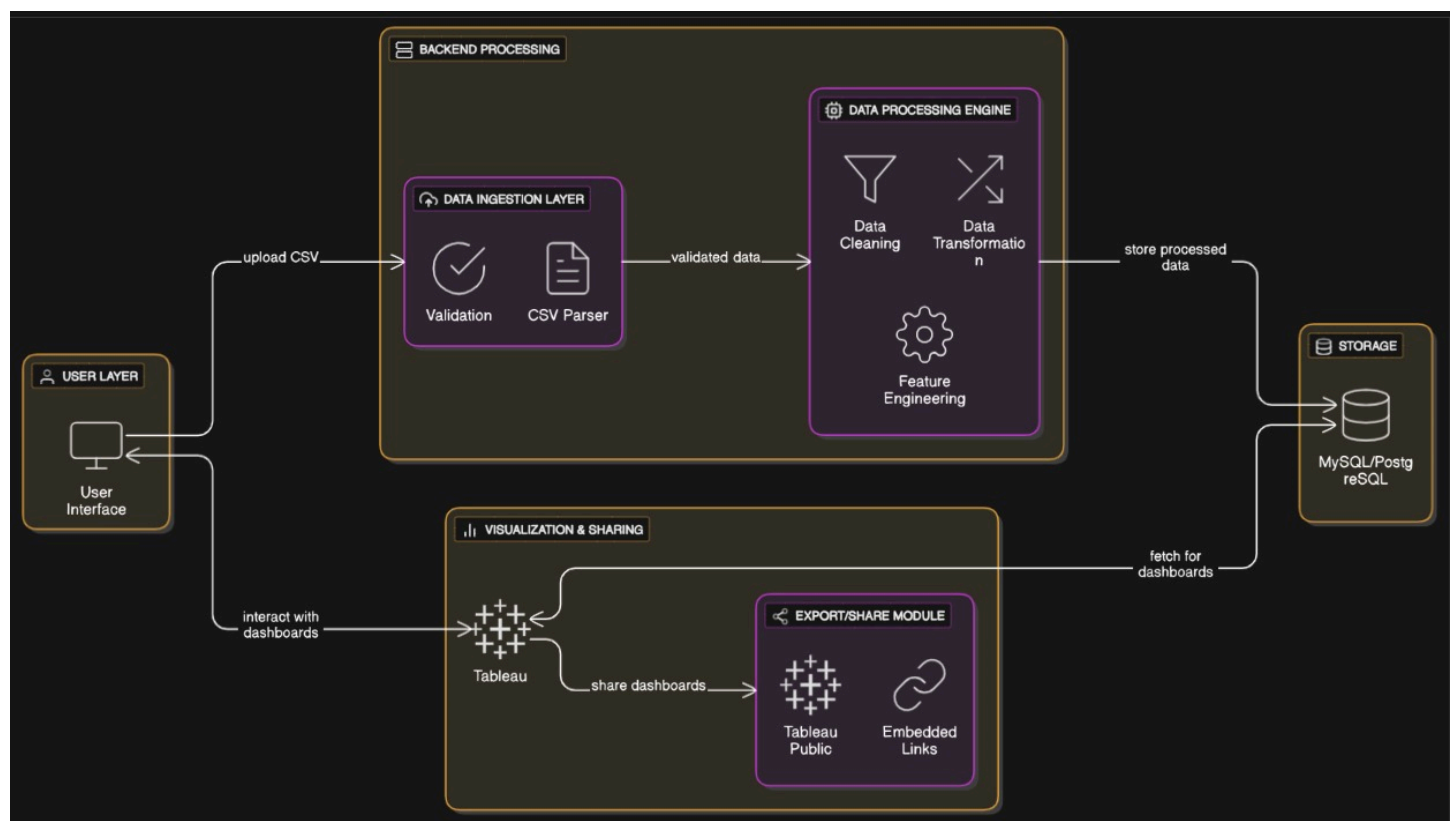 BACKEND PROCESSING
DATA PROCESSING ENGINE
Data
Cleaning
Data
Transformatio
n
Feature
Engineering
DATA INGESTION LAYER
Validation
CSV Parser
upload CSV
validated data
store processed
data
USER LAYER
User
Interface
STORAGE
MySQL/Postg
reSQL
VISUALIZATION & SHARING
fetch for
dashboards
interact with
dashboards
Tableau
share dashboards
EXPORT/SHARE MODULE
Tableau
Public
Embedded
Links